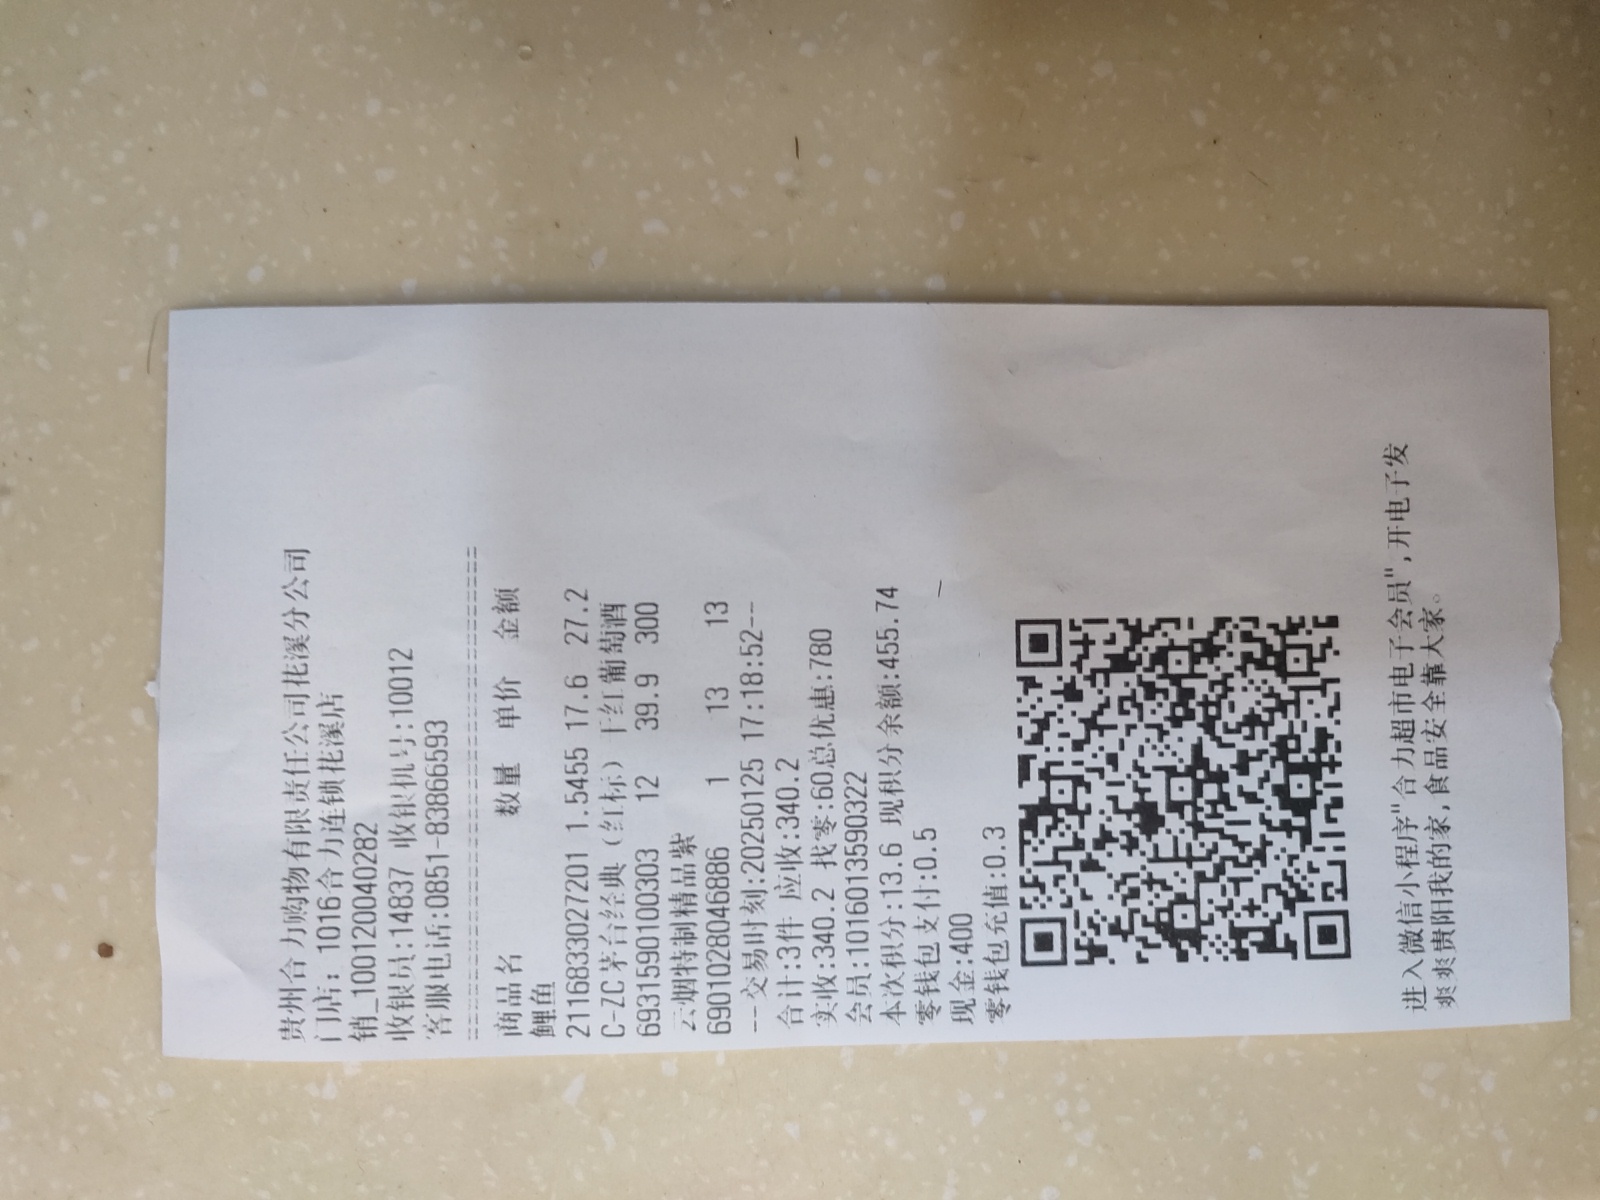 贵州合力购物有限责任公司花溪分公司
门店: 1016合力连锁花溪店
销_1001200040282
收银员:14837 收银机号:10012
客服电话:0851-83866593
================================
商品名 数量 单价 金额
鲤鱼
2116833027201 1.5455 17.6 27.2
C-ZC茅台经典(红标)干红葡萄酒
6931590100303 12 39.9 300
云烟特制精品紫
6901028046886 1 13 13
--交易时刻:20250125 17:18:52---
合计:3件 应收:340.2
实收:340.2 找零:60总优惠:780
会员:1016013590322
本次积分:13.6 现积分余额:455.74
零钱包支付:0.5
现金:400
零钱包充值:0.3
进入微信小程序"合力超市电子会员",开电子发
爽爽贵阳我的家,食品安全靠大家。